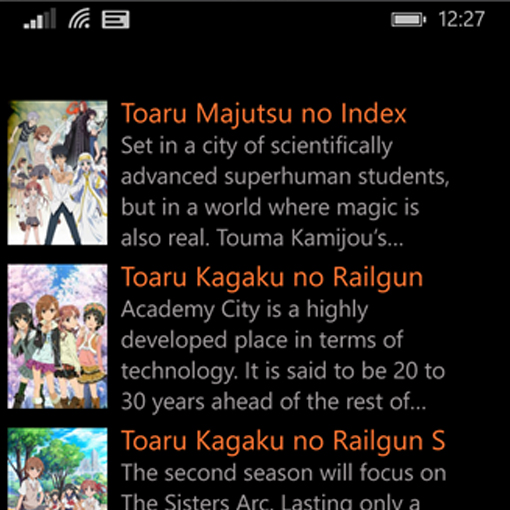 12:27
Toaru Majutsu no Index
Set in a city of scientifically
advanced superhuman students,
but in a world where magic is
also real. Touma Kamijou's...
Toaru Kagaku no Railgun
Academy City is a highly
developed place in terms of
technology. It is said to be 20 to
30 years ahead of the rest of...
Toaru Kagaku no Railgun S
The second season will focus on
The Sisters Arc. Lasting only a